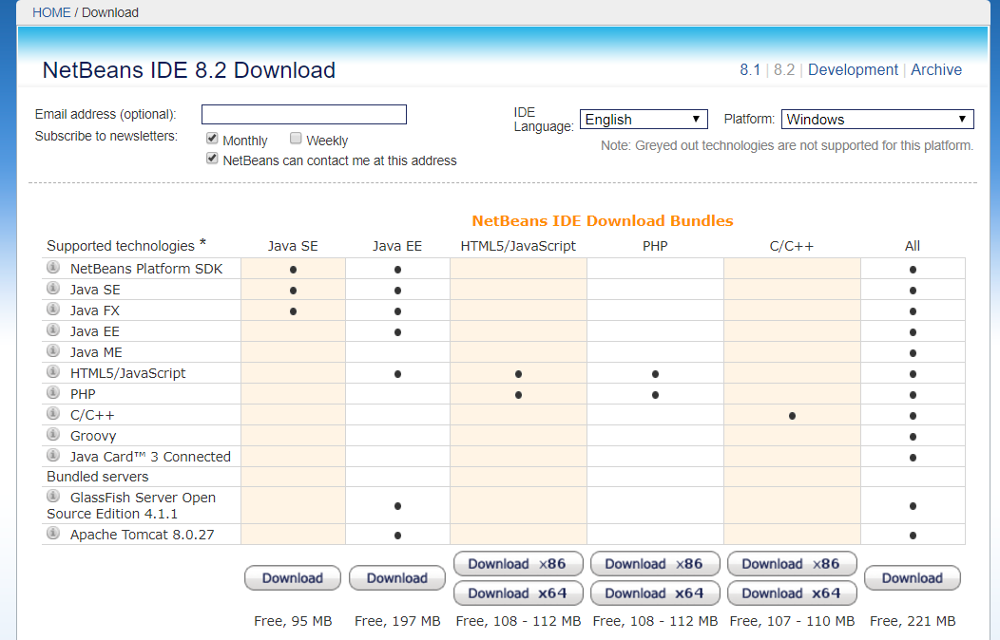 HOME / Download
NetBeans IDE 8.2 Download
8.1 | 8.2 | Development | Archive
Email address (optional):
Subscribe to newsletters:
Monthly
Weekly
NetBeans can contact me at this address
IDE
Language:
English
Platform:
Windows
Note: Greyed out technologies are not supported for this platform.
NetBeans IDE Download Bundles
Supported technologies * Java SE Java EE HTML5/JavaScript PHP C/C++ All
NetBeans Platform SDK ● ● ●
Java SE ● ● ●
Java FX ● ● ●
Java EE ● ●
Java ME ●
HTML5/JavaScript ● ● ● ●
PHP ● ● ●
C/C++ ● ●
Groovy ●
Java Card™ 3 Connected ●
Bundled servers
GlassFish Server Open
Source Edition 4.1.1 ● ●
Apache Tomcat 8.0.27 ● ●
Download x86 Download x86 Download x86
Download Download Download
Download x64 Download x64 Download x64
Free, 95 MB Free, 197 MB Free, 108 - 112 MB Free, 108 - 112 MB Free, 107 - 110 MB Free, 221 MB